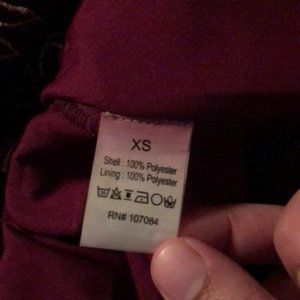 XS
Shell : 100% Polyester
Lining : 100% Polyester
RN# 107084